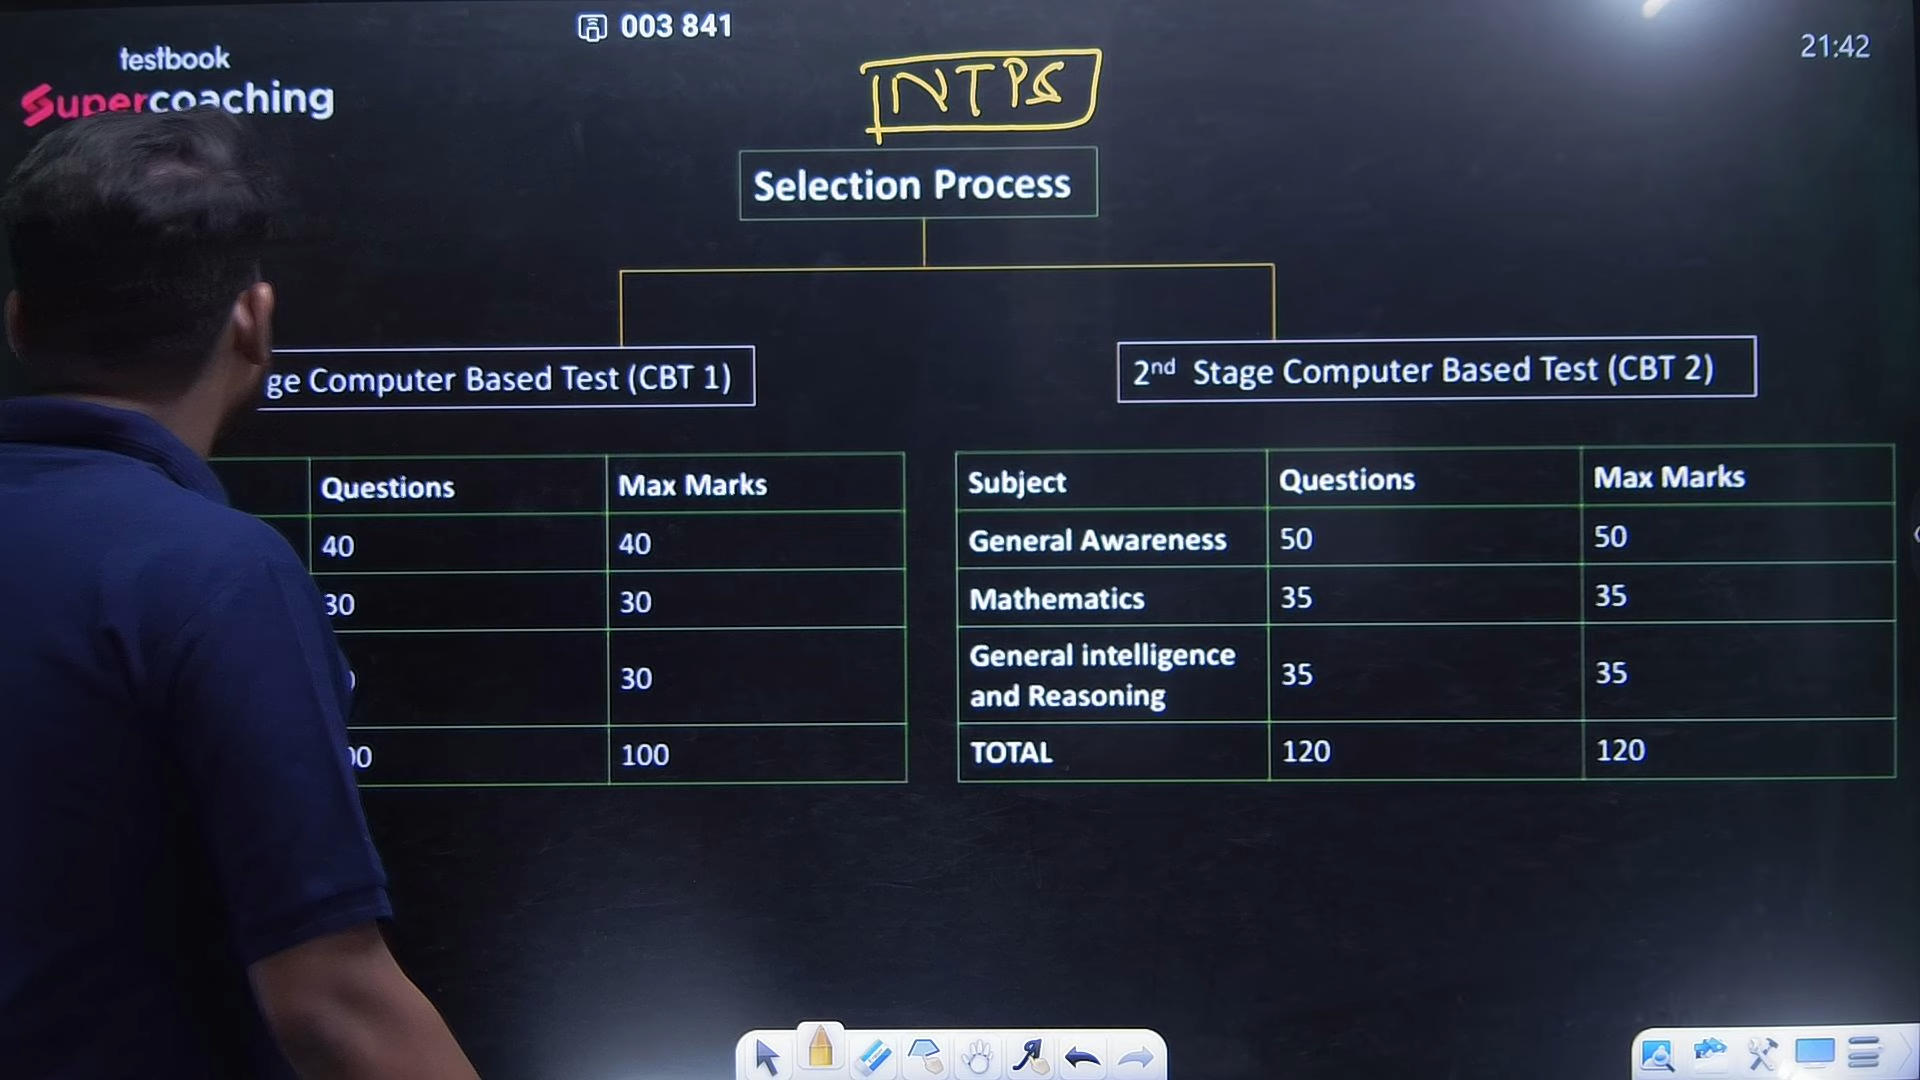 003 841
21:42
testbook
Supercoaching
NTPC
Selection Process
ge Computer Based Test (CBT 1)
2nd Stage Computer Based Test (CBT 2)
Questions Max Marks
40 40
30 30
30
100
Subject Questions Max Marks
General Awareness 50 50
Mathematics 35 35
General intelligence
and Reasoning 35 35
TOTAL 120 120